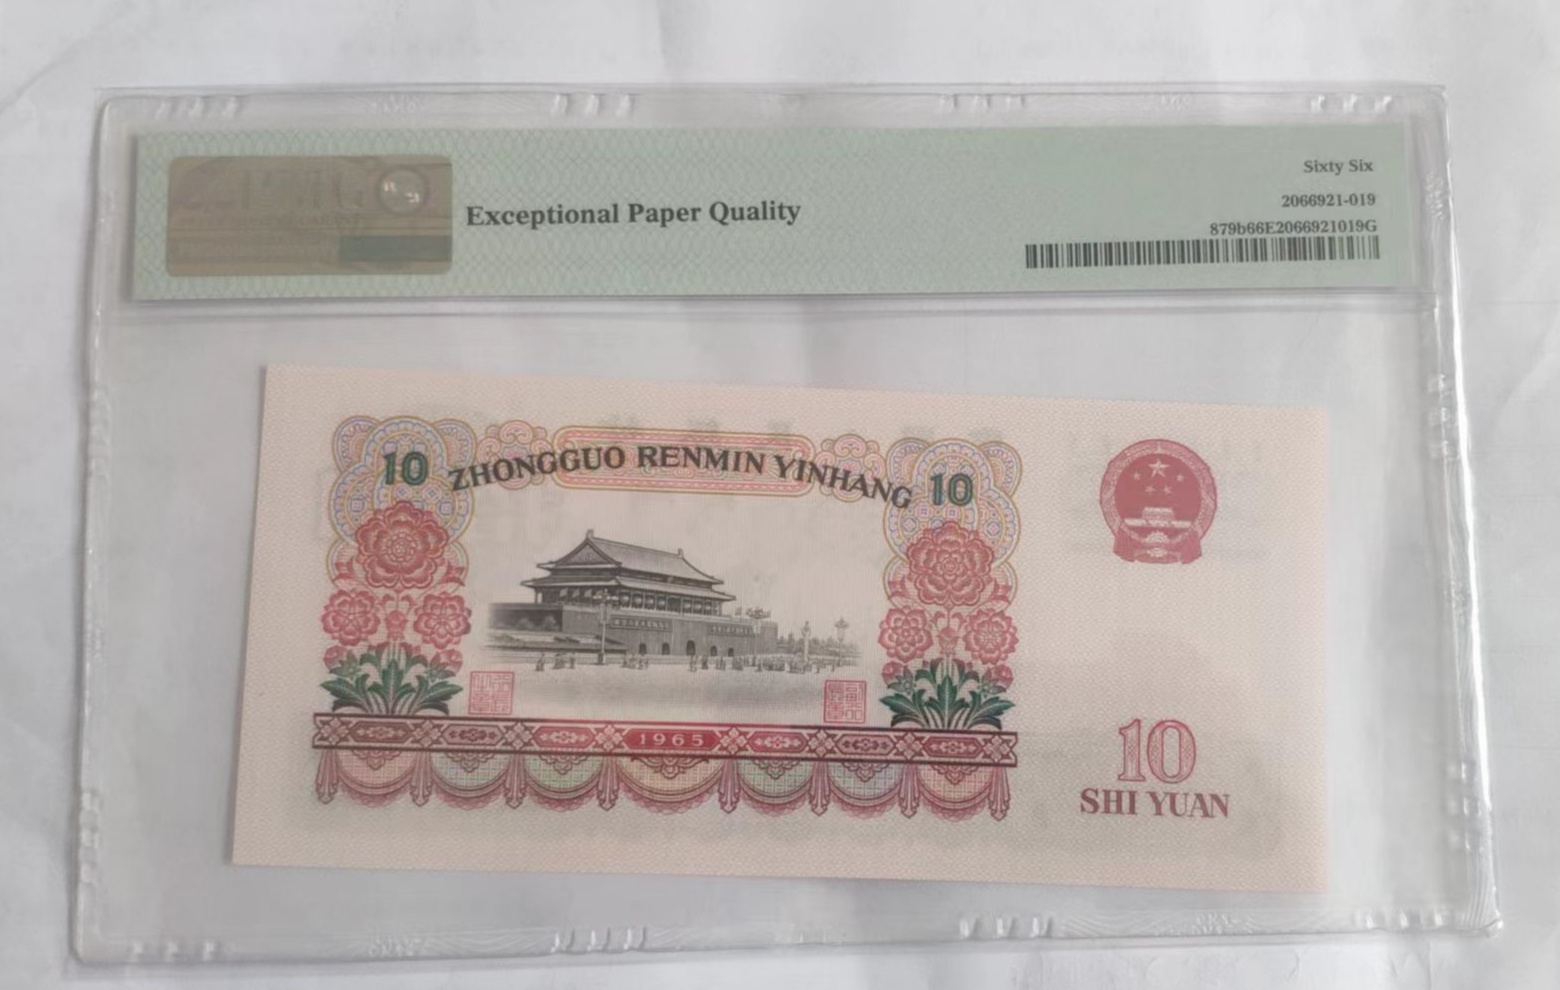 Sixty Six
2066921-019
Exceptional Paper Quality
879b66E2066921019G
10 ZHONGGUO RENMIN YINHANG 10
1965
10
SHI YUAN